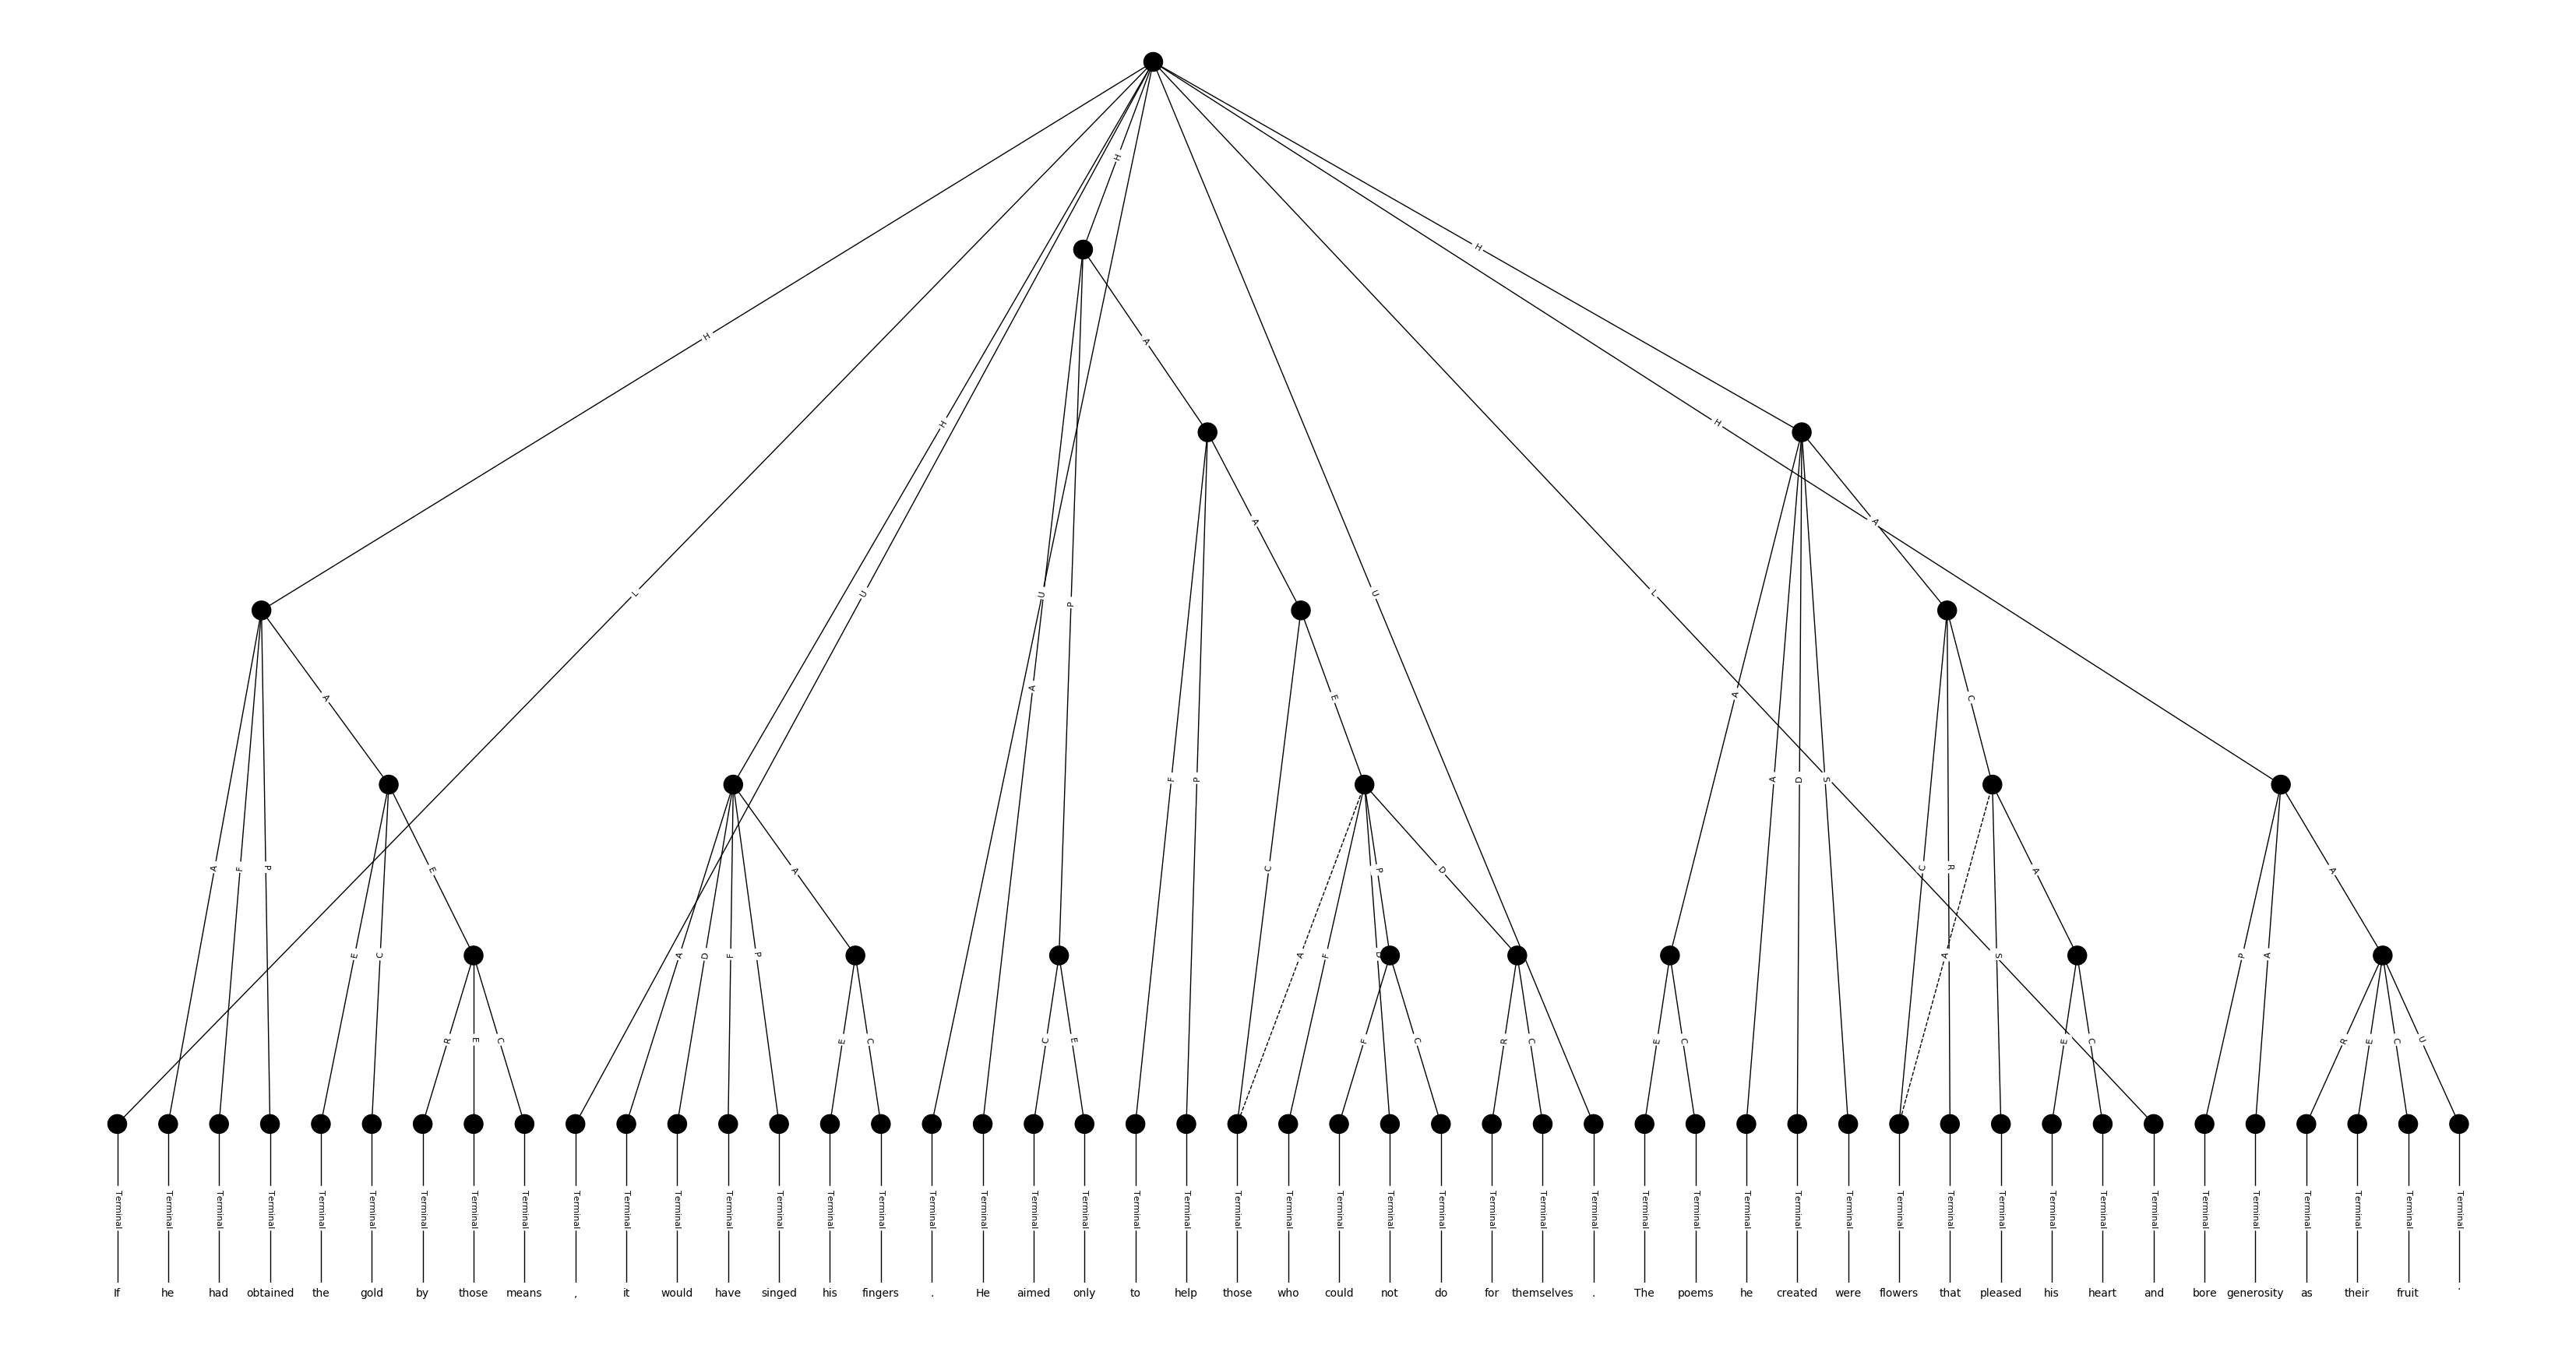 H
H
H
H
A
L
H
U
U
A
P
A
U
L
H
A
A
E
A
A
F
P
A
F
P
C
A
D
S
C
E
A
C
P
D
C
R
A
A
E
C
A
D
F
P
A
F
D
A
S
P
A
R
E
C
E
C
C
E
F
C
R
C
E
C
E
C
R
E
C
U
Terminal Terminal Terminal Terminal Terminal Terminal Terminal Terminal Terminal Terminal Terminal Terminal Terminal Terminal Terminal Terminal Terminal Terminal Terminal Terminal Terminal Terminal Terminal Terminal Terminal Terminal Terminal Terminal Terminal Terminal Terminal Terminal Terminal Terminal Terminal Terminal Terminal Terminal Terminal Terminal Terminal Terminal Terminal Terminal Terminal Terminal Terminal
If he had obtained the gold by those means , it would have singed his fingers . He aimed only to help those who could not do for themselves . The poems he created were flowers that pleased his heart and bore generosity as their fruit .